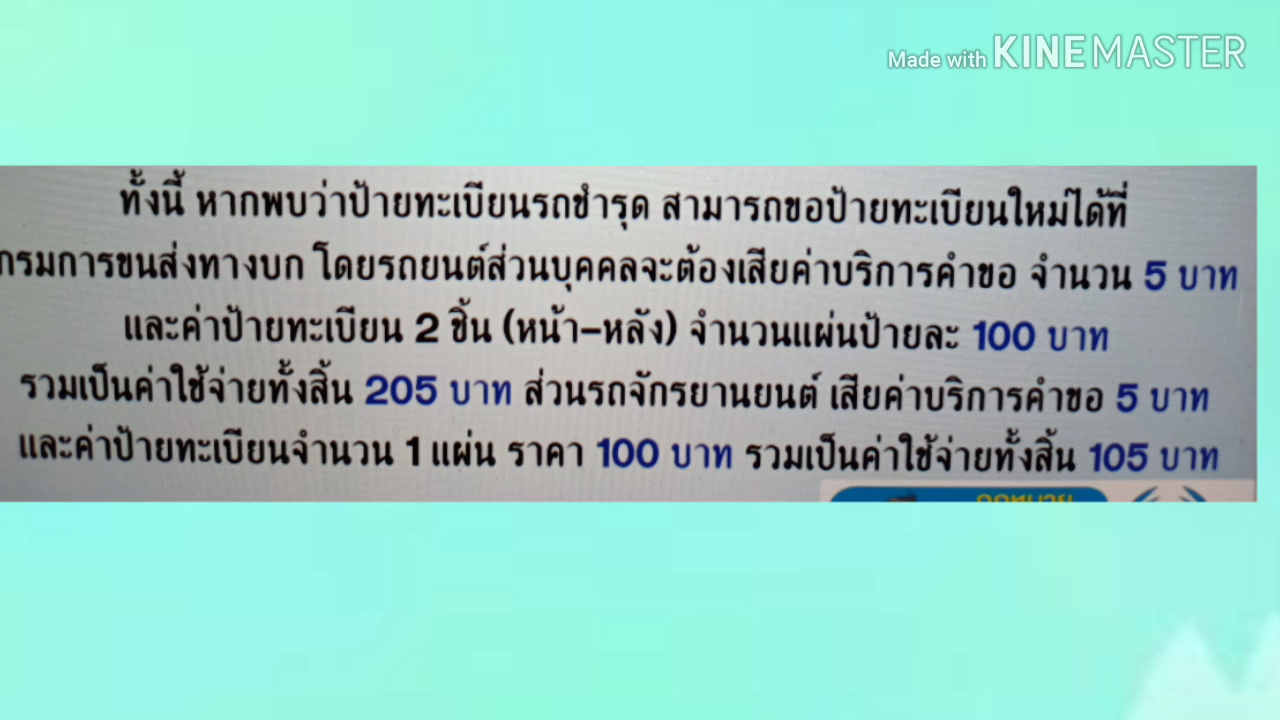 Made with KINEMASTER
ทั้งนี้ หากพบว่าป้ายทะเบียนรถชำรุด สามารถขอป้ายทะเบียนใหม่ได้ที่
กรมการขนส่งทางบก โดยรถยนต์ส่วนบุคคลจะต้องเสียค่าบริการคำขอ จำนวน 5 บาท
และค่าป้ายทะเบียน 2 ชิ้น (หน้า-หลัง) จำนวนแผ่นป้ายละ 100 บาท
รวมเป็นค่าใช้จ่ายทั้งสิ้น 205 บาท ส่วนรถจักรยานยนต์ เสียค่าบริการคำขอ 5 บาท
และค่าป้ายทะเบียนจำนวน 1 แผ่น ราคา 100 บาท รวมเป็นค่าใช้จ่ายทั้งสิ้น 105 บาท